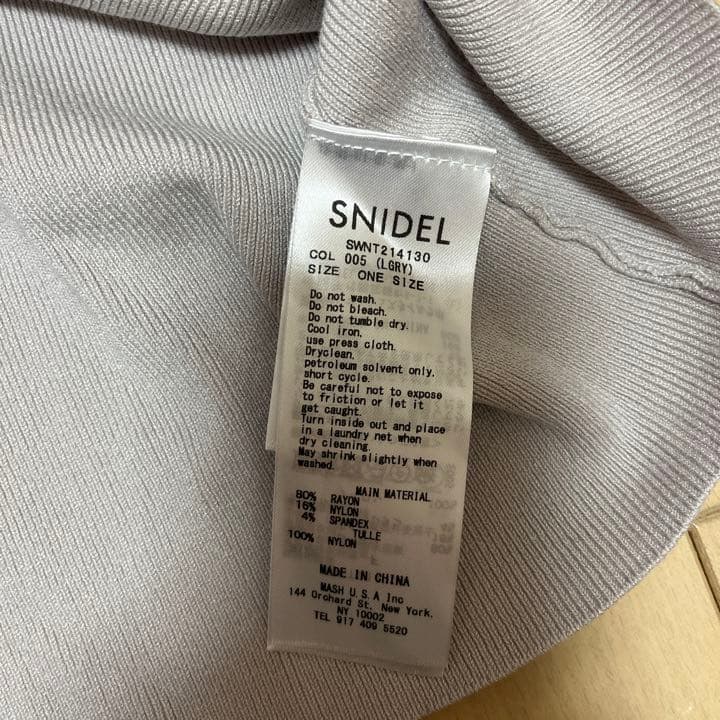 SNIDEL
SWNT214130
COL 005 (LGRY)
SIZE ONE SIZE
Do not wash.
Do not bleach.
Do not tumble dry.
Cool iron.
use press cloth.
Dryclean.
petroleum solvent only.
short cycle.
Be careful not to expose
to friction or let it
get caught.
Turn inside out and place
in a laundry net when
dry cleaning.
May shrink slightly when
washed.
MAIN MATERIAL
80% RAYON
16% NYLON
4% SPANDEX
TULLE
100% NYLON
MADE IN CHINA
MASH U.S.A Inc
144 Orchard St. New York.
NY 10002
TEL 917 409 5520